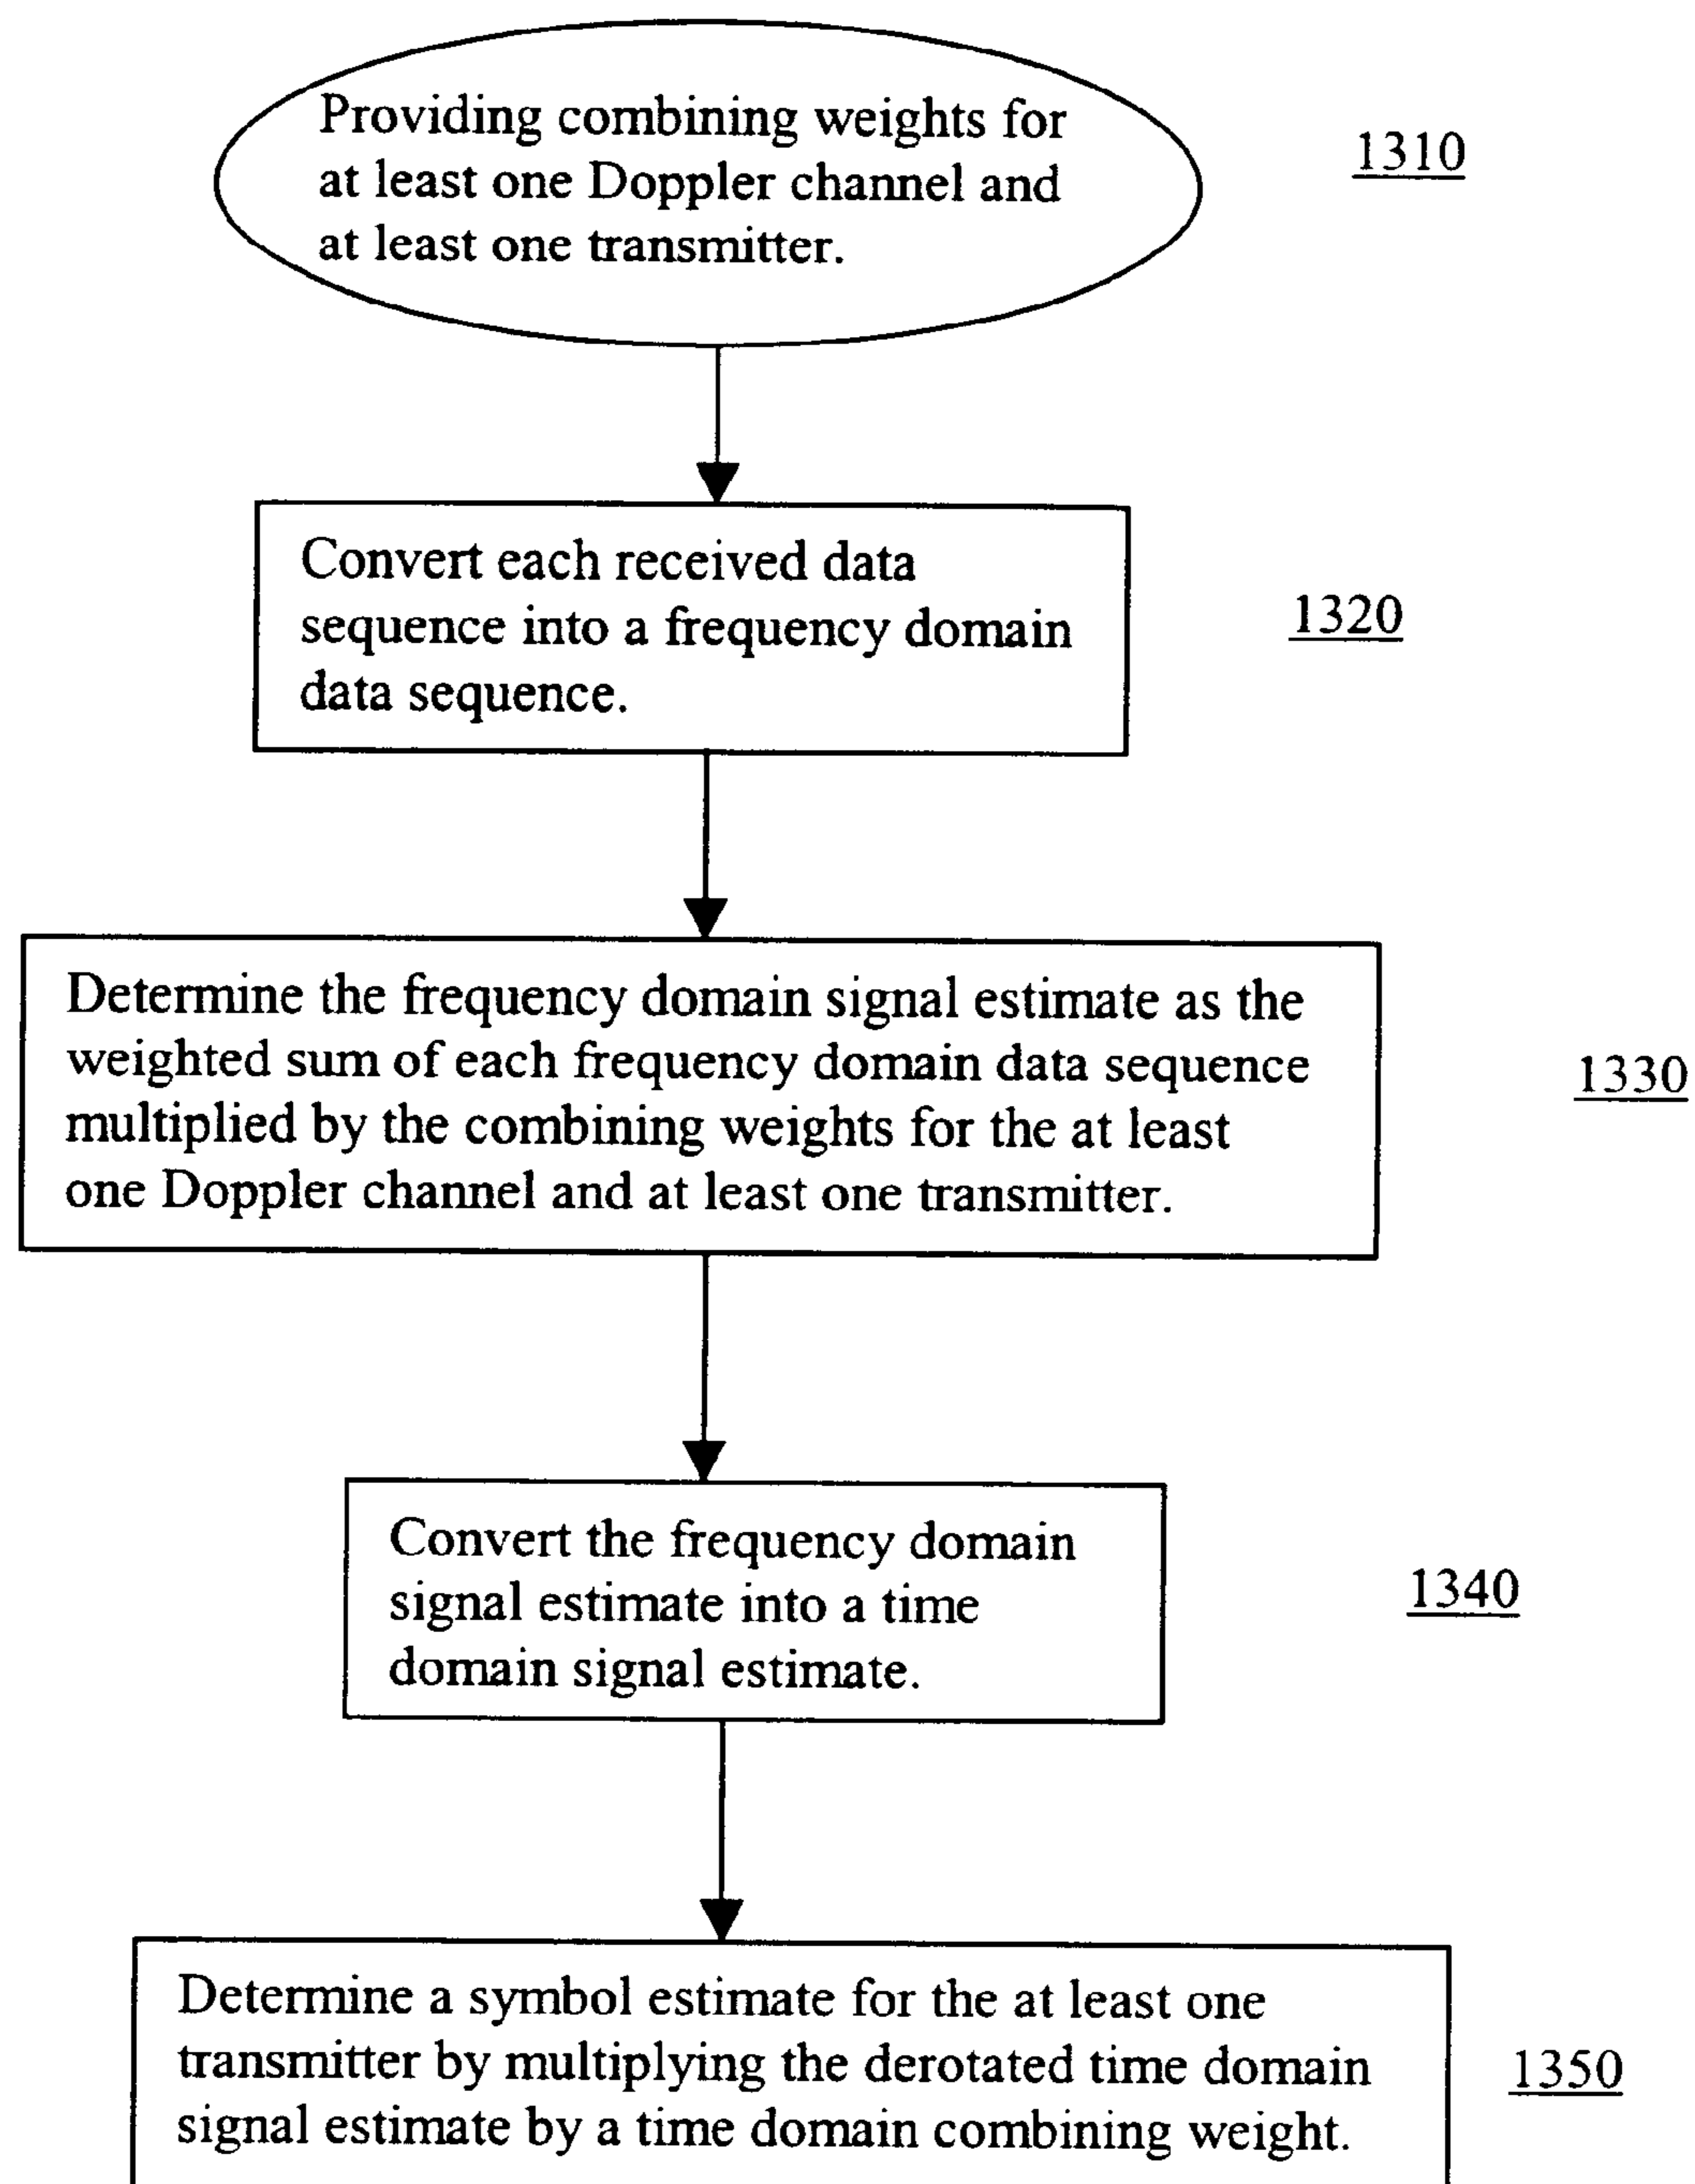 Providing combining weights for
at least one Doppler channel and
at least one transmitter.
1310
Convert each received data
sequence into a frequency domain
data sequence.
1320
Determine the frequency domain signal estimate as the
weighted sum of each frequency domain data sequence
multiplied by the combining weights for the at least
one Doppler channel and at least one transmitter.
1330
Convert the frequency domain
signal estimate into a time
domain signal estimate.
1340
Determine a symbol estimate for the at least one
transmitter by multiplying the derotated time domain
signal estimate by a time domain combining weight.
1350